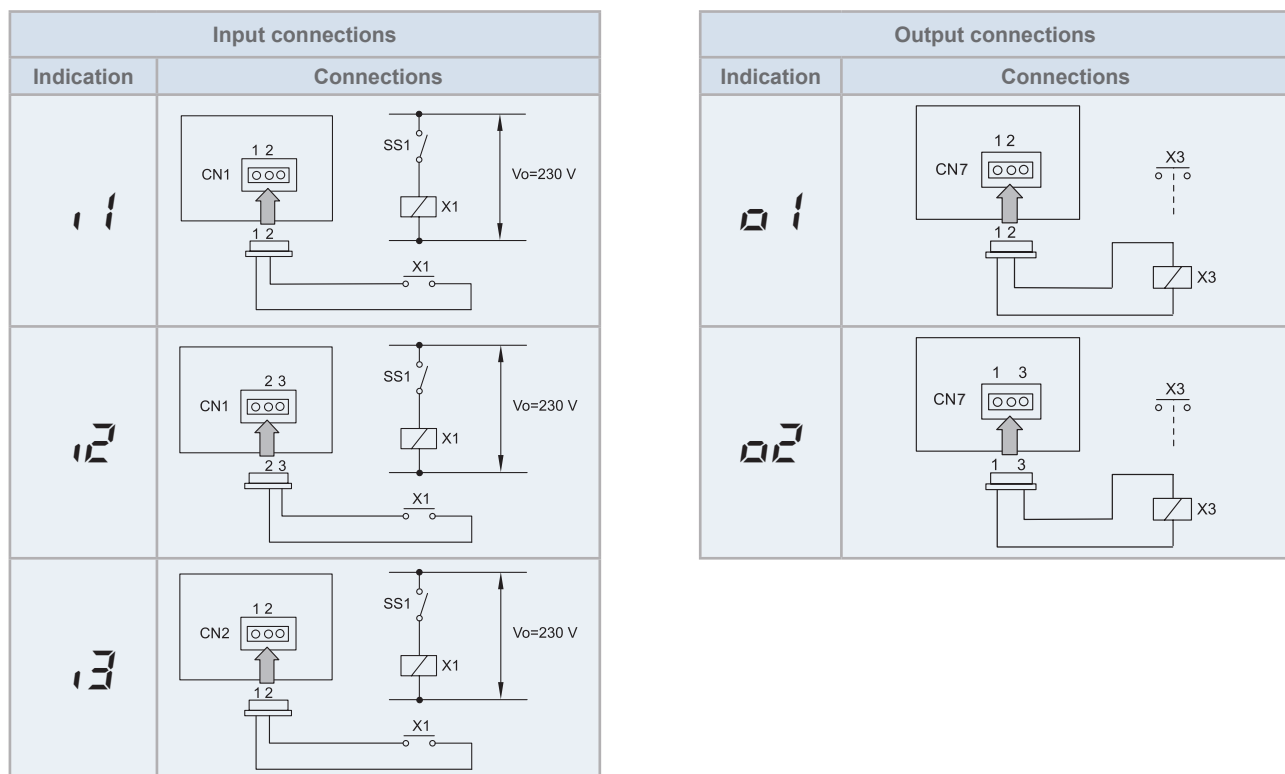 Input connections
Indication Connections
i1
1 2
CN1
1 2
SS1
X1
Vo=230 V
X1
i2
2 3
CN1
2 3
SS1
X1
Vo=230 V
X1
i3
1 2
CN2
1 2
SS1
X1
Vo=230 V
X1
Output connections
Indication Connections
o1
1 2
CN7
1 2
X3
X3
o2
1 3
CN7
1 3
X3
X3